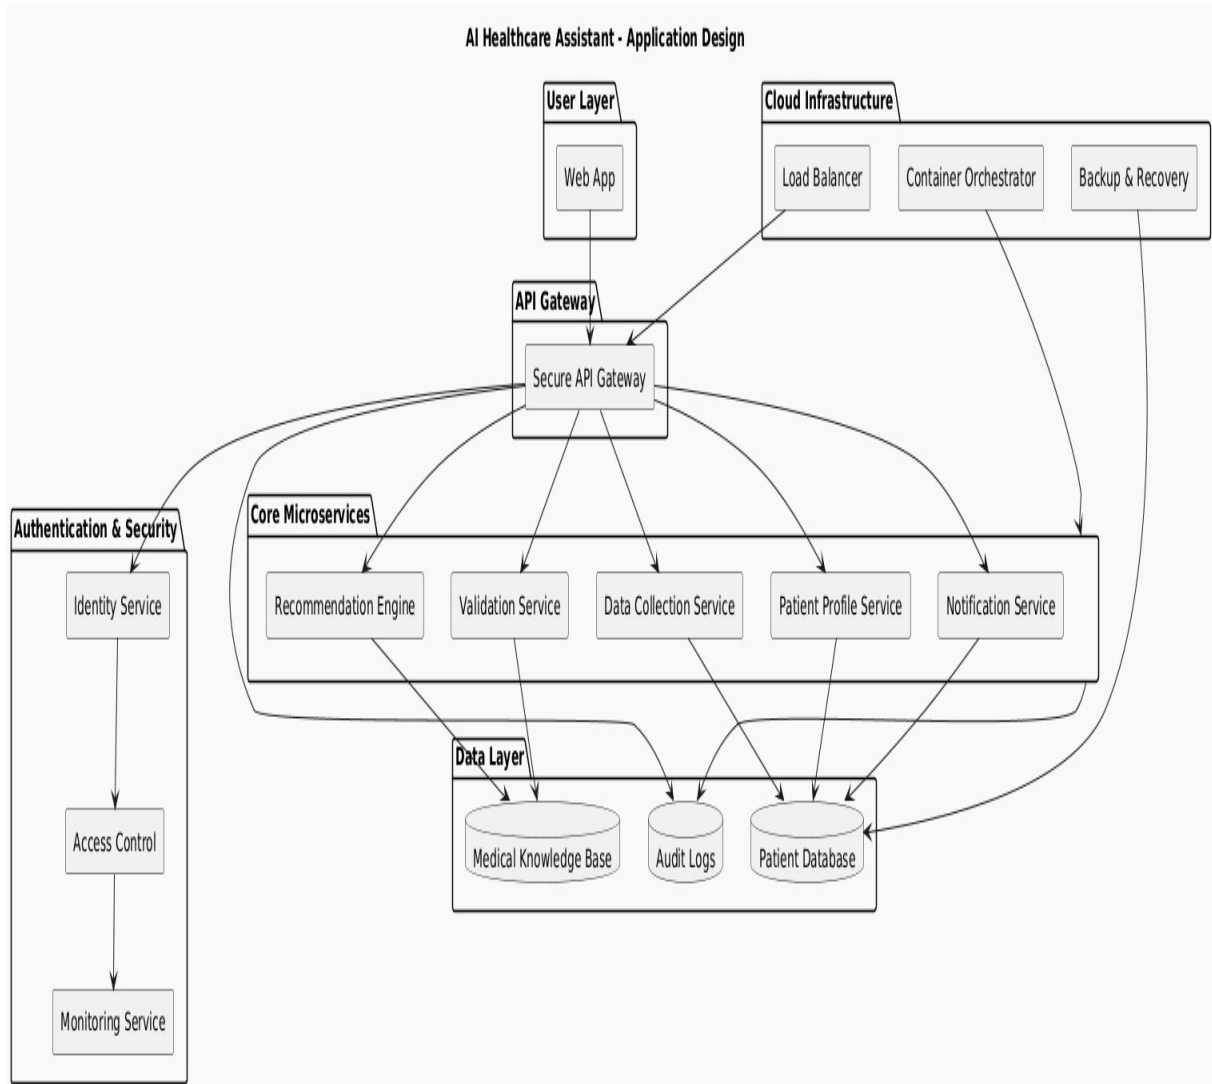 AI Healthcare Assistant - Application Design
User Layer
Cloud Infrastructure
Web App
Load Balancer
Container Orchestrator
Backup & Recovery
API Gateway
Secure API Gateway
Authentication & Security
Core Microservices
Identity Service
Recommendation Engine
Validation Service
Data Collection Service
Patient Profile Service
Notification Service
Data Layer
Access Control
Medical Knowledge Base
Audit Logs
Patient Database
Monitoring Service